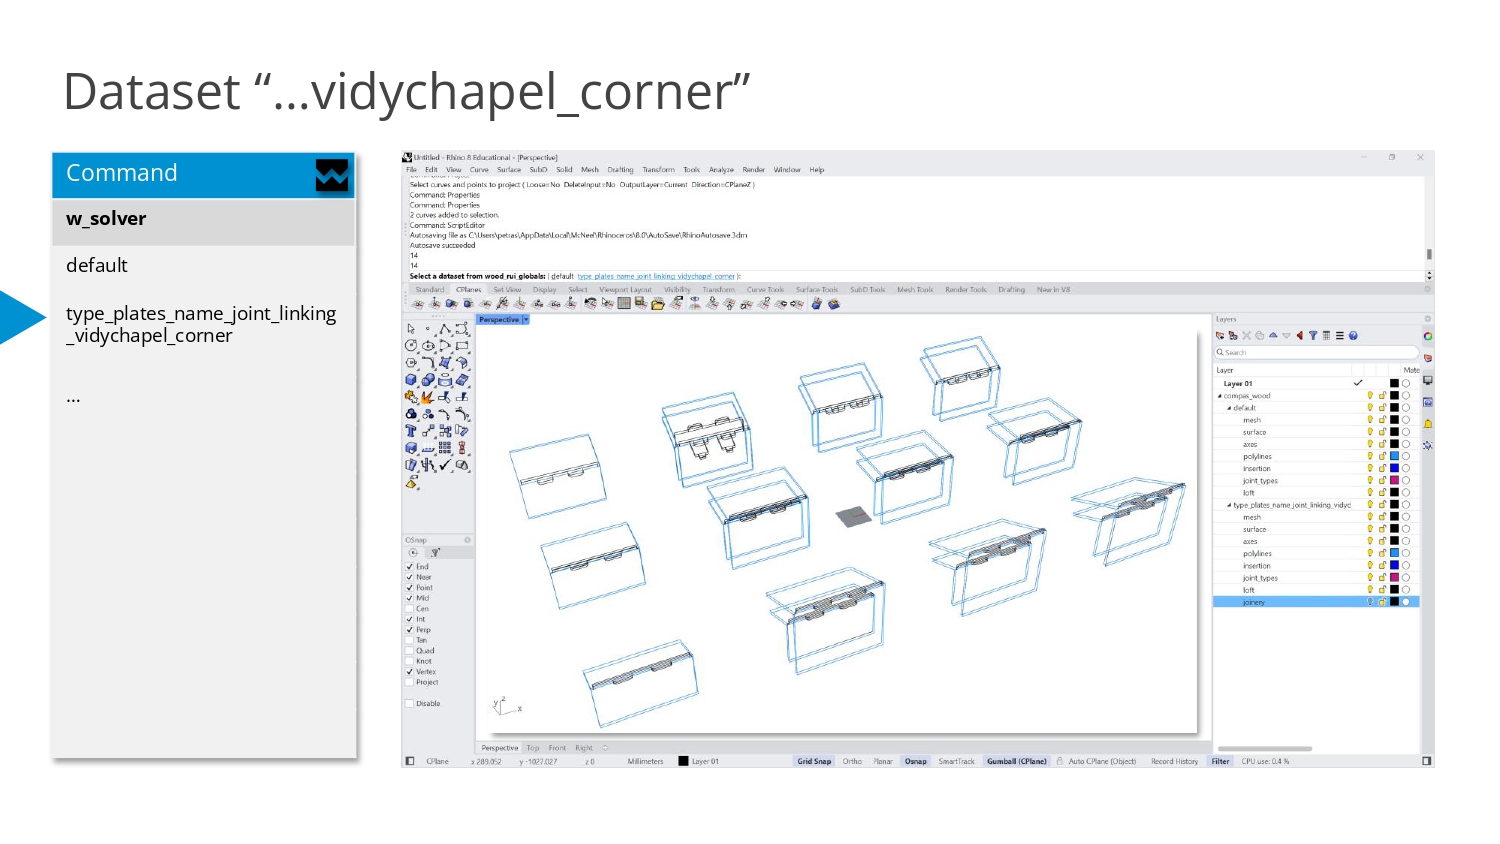 Dataset “...vidychapel_corner”
Command
w_solver
default
type_plates_name_joint_linking
_vidychapel_corner
...
Untitled - Rhino 8 Educational - [Perspective]
File Edit View Curve Surface SubD Solid Mesh Drafting Transform Tools Analyze Render Window Help
Select curves and points to project ( Loose=No DeleteInput=No OutputLayer=Current Direction=CPlaneZ )
Command: Properties
Command: Properties
2 curves added to selection.
Command: ScriptEditor
Autosaving file as C:\Users\petras\AppData\Local\McNeel\Rhinoceros\8.0\AutoSave\RhinoAutosave.3dm
Autosave succeeded
14
14
Select a dataset from wood_rui_globals: ( default type_plates_name_joint_linking_vidychapel_corner ):
Standard CPlanes Set View Display Select Viewport Layout Visibility Transform Curve Tools Surface Tools SubD Tools Mesh Tools Render Tools Drafting New in V8
Perspective
Layers
Search
Layer Mate
Layer 01
compas_wood
default
mesh
surface
axes
polylines
insertion
joint_types
loft
type_plates_name_joint_linking_vidyc
mesh
surface
axes
polylines
insertion
joint_types
loft
joinery
OSnap
End
Near
Point
Mid
Cen
Int
Perp
Tan
Quad
Knot
Vertex
Project
Disable
z
y
x
Perspective Top Front Right
CPlane x 289.052 y -1027.027 z 0 Millimeters Layer 01 Grid Snap Ortho Planar Osnap SmartTrack Gumball (CPlane) Auto CPlane (Object) Record History Filter CPU use: 0.4 %